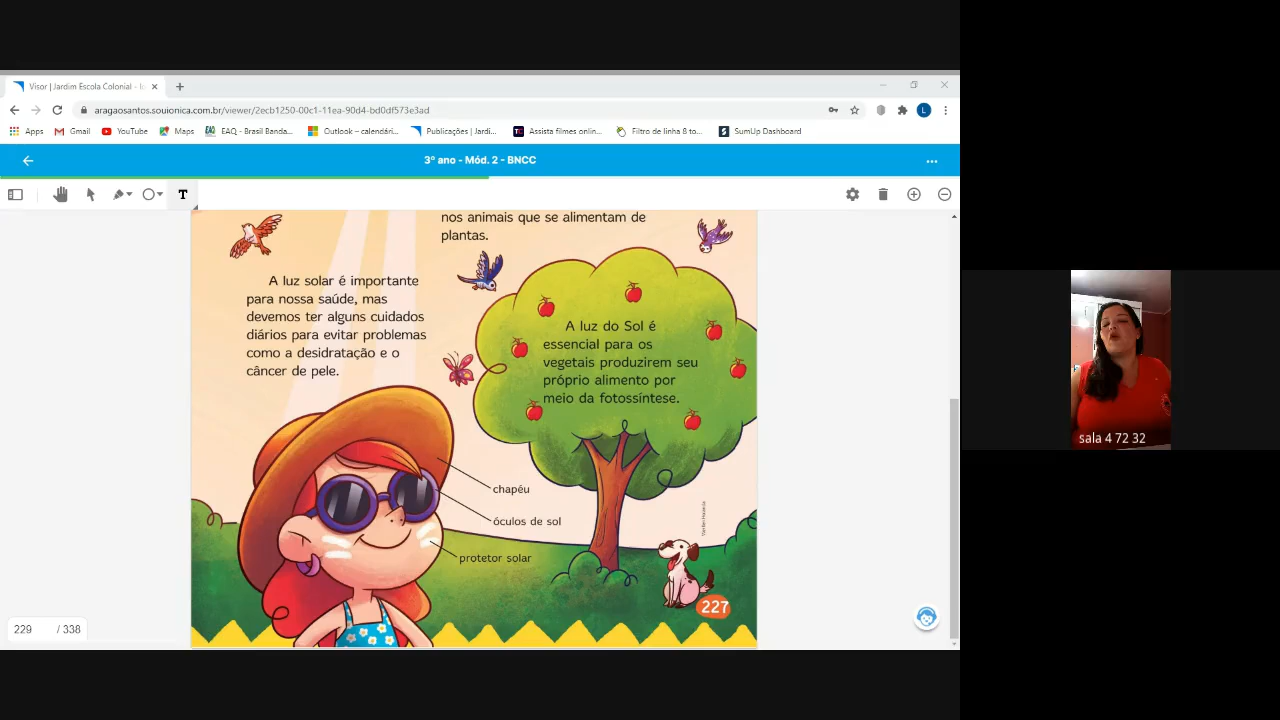 Visor | Jardim Escola Colonial - I
aragaosantos.souionica.com.br/viewer/2ecb1250-00c1-11ea-90d4-bd0df573e3ad
Apps Gmail YouTube Maps EAQ - Brasil Banda... Outlook – calendári... Publicações | Jardi... Assista filmes onlin... Filtro de linha 8 to... SumUp Dashboard
3º ano - Mód. 2 - BNCC
T
nos animais que se alimentam de
plantas.
A luz solar é importante
para nossa saúde, mas
devemos ter alguns cuidados
diários para evitar problemas
como a desidratação e o
câncer de pele.
A luz do Sol é
essencial para os
vegetais produzirem seu
próprio alimento por
meio da fotossíntese.
chapéu
óculos de sol
protetor solar
227
229 / 338
sala 4 72 32